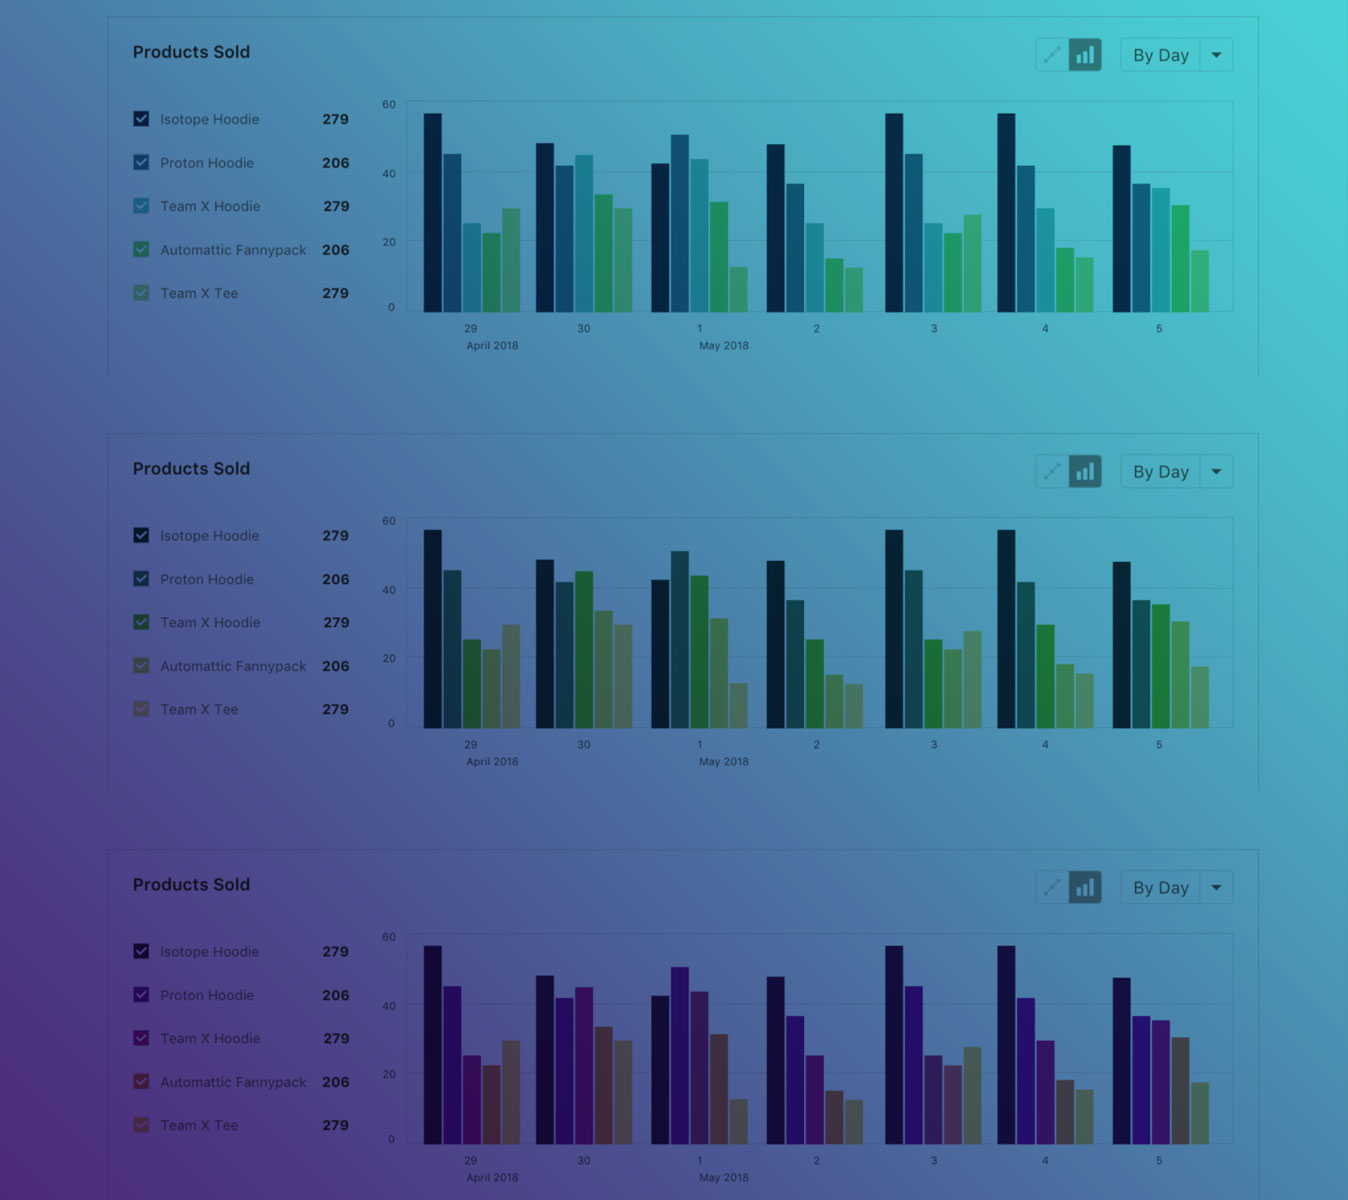 Products Sold
By Day
Isotope Hoodie 279
Proton Hoodie 206
Team X Hoodie 279
Automattic Fannypack 206
Team X Tee 279
60
40
20
0
29 30 1 2 3 4 5
April 2018 May 2018
Products Sold
By Day
Isotope Hoodie 279
Proton Hoodie 206
Team X Hoodie 279
Automattic Fannypack 206
Team X Tee 279
60
40
20
0
29 30 1 2 3 4 5
April 2018 May 2018
Products Sold
By Day
Isotope Hoodie 279
Proton Hoodie 206
Team X Hoodie 279
Automattic Fannypack 206
Team X Tee 279
60
40
20
0
29 30 1 2 3 4 5
April 2018 May 2018